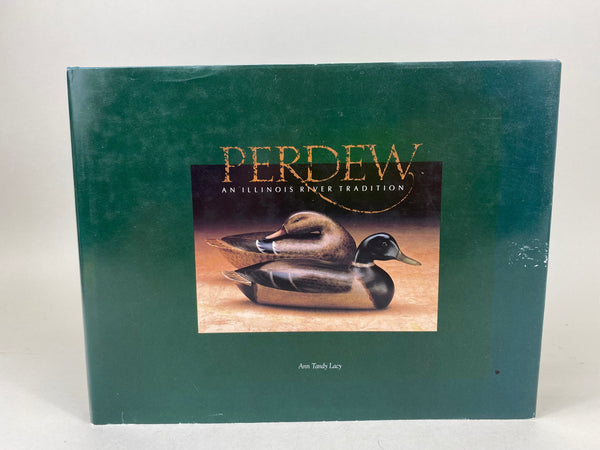 PERDEW
AN ILLINOIS RIVER TRADITION
Ann Tandy Lacy